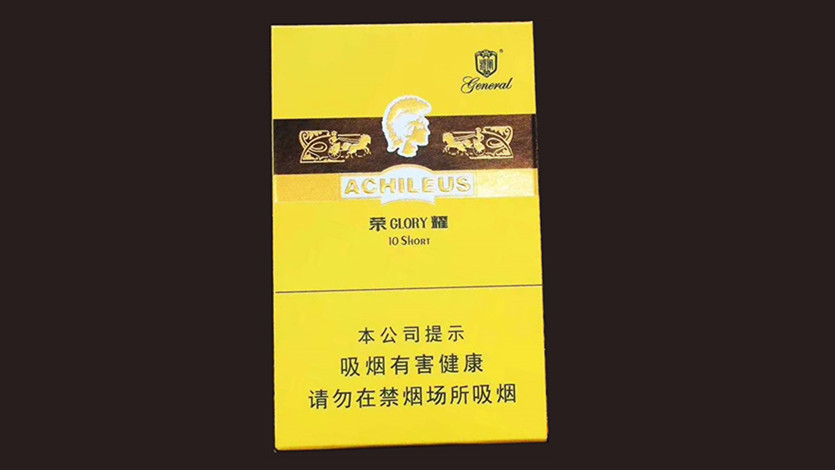 ®
General
ACHILEUS
荣 GLORY 耀
10 SHORT
本公司提示
吸烟有害健康
请勿在禁烟场所吸烟